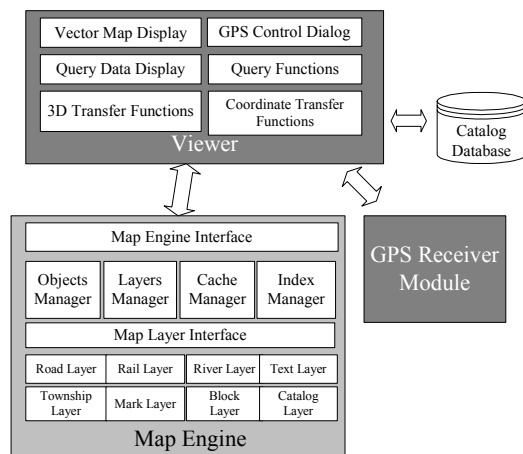 Vector Map Display
GPS Control Dialog
Query Data Display
Query Functions
3D Transfer Functions
Coordinate Transfer
Functions
Viewer
Catalog
Database
Map Engine Interface
Objects
Manager
Layers
Manager
Cache
Manager
Index
Manager
Map Layer Interface
Road Layer
Rail Layer
River Layer
Text Layer
Township
Layer
Mark Layer
Block
Layer
Catalog
Layer
Map Engine
GPS Receiver
Module